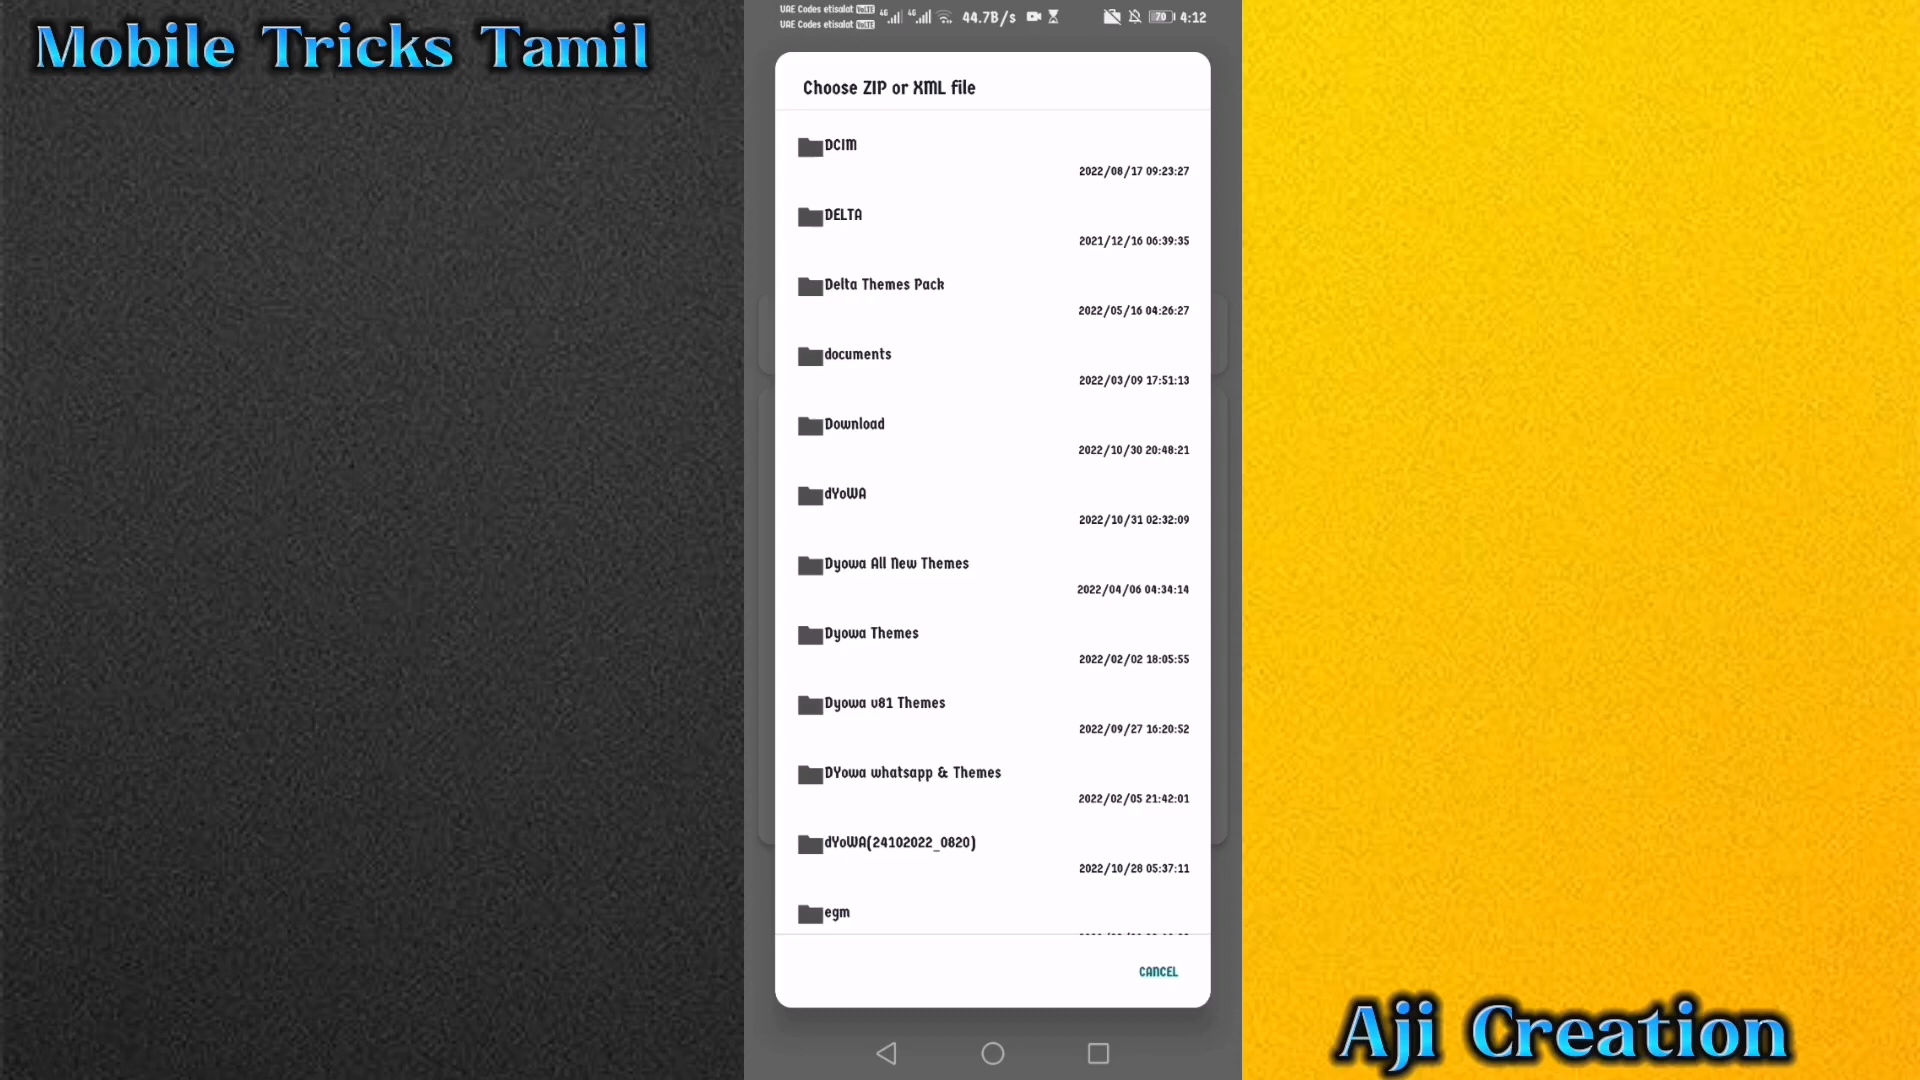 Mobile Tricks Tamil
UAE Codes etisalat VoLTE
UAE Codes etisalat VoLTE
4G 4G 44.7B/s 70 4:12
Choose ZIP or XML file
DCIM
2022/08/17 09:23:27
DELTA
2021/12/16 06:39:35
Delta Themes Pack
2022/05/16 04:26:27
documents
2022/03/09 17:51:13
Download
2022/10/30 20:48:21
dYoWA
2022/10/31 02:32:09
Dyowa All New Themes
2022/04/06 04:34:14
Dyowa Themes
2022/02/02 18:05:55
Dyowa v81 Themes
2022/09/27 16:20:52
DYowa whatsapp & Themes
2022/02/05 21:42:01
dYoWA(24102022_0820)
2022/10/28 05:37:11
egm
CANCEL
Aji Creation